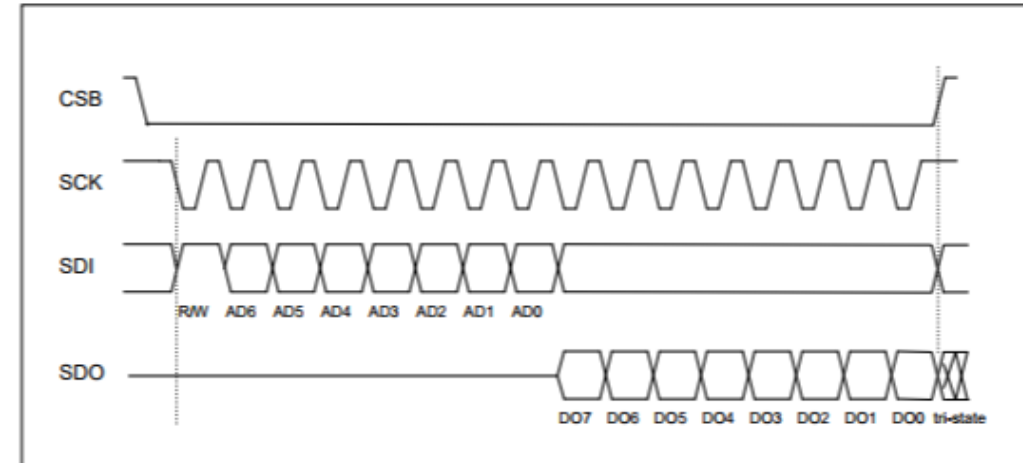 CSB
SCK
SDI
R/W AD6 AD5 AD4 AD3 AD2 AD1 AD0
SDO
DO7 DO6 DO5 DO4 DO3 DO2 DO1 DO0 tri-state